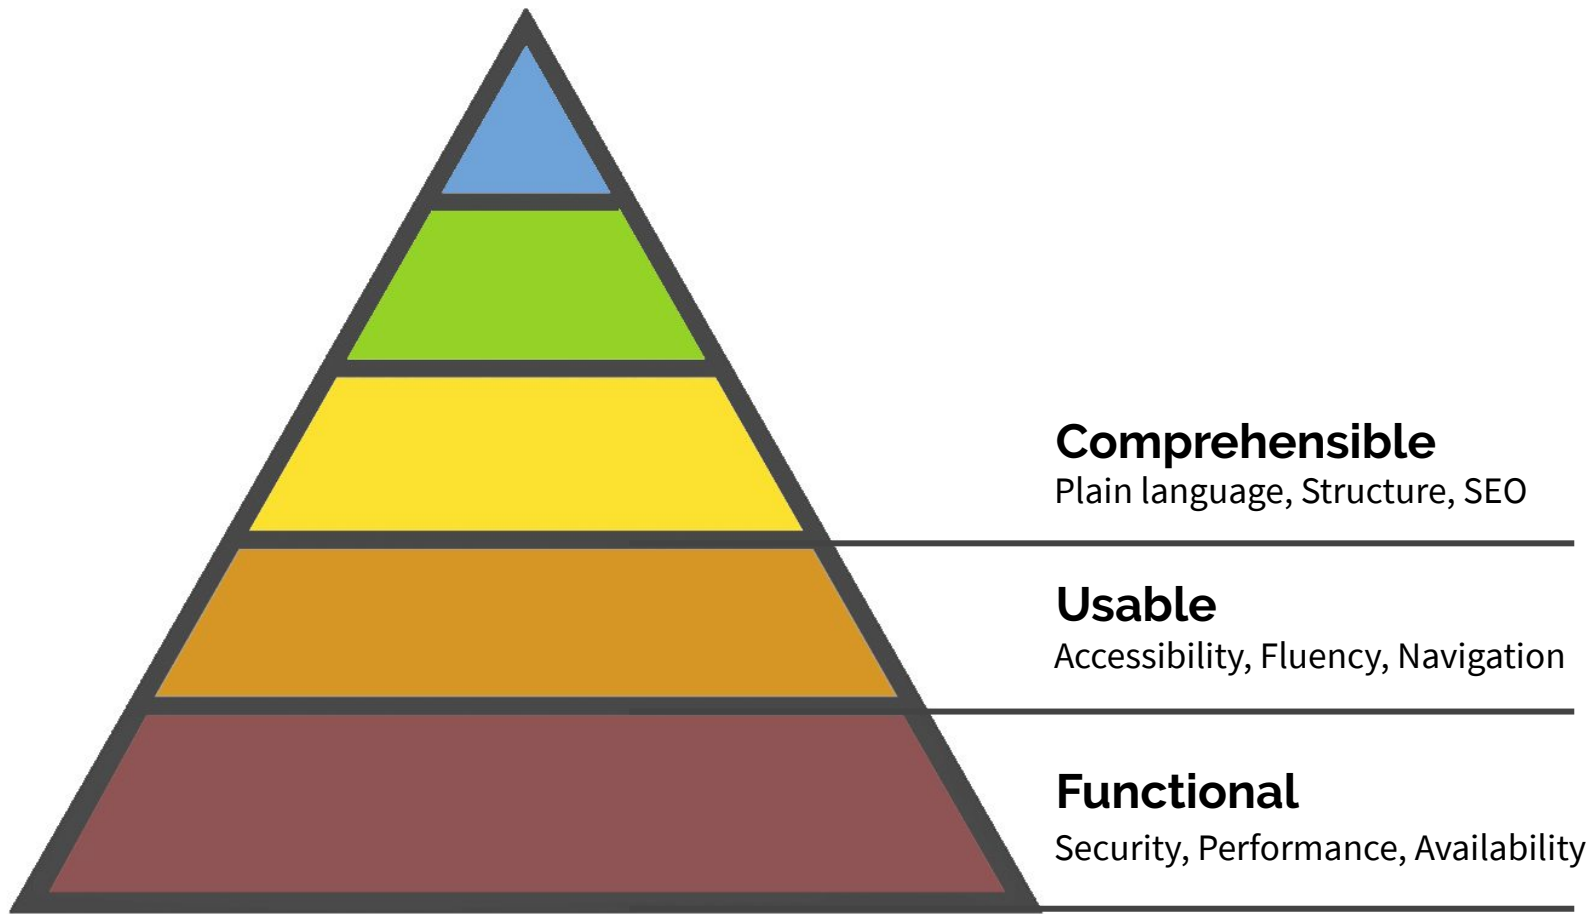 Comprehensible
Plain language, Structure, SEO
Usable
Accessibility, Fluency, Navigation
Functional
Security, Performance, Availability